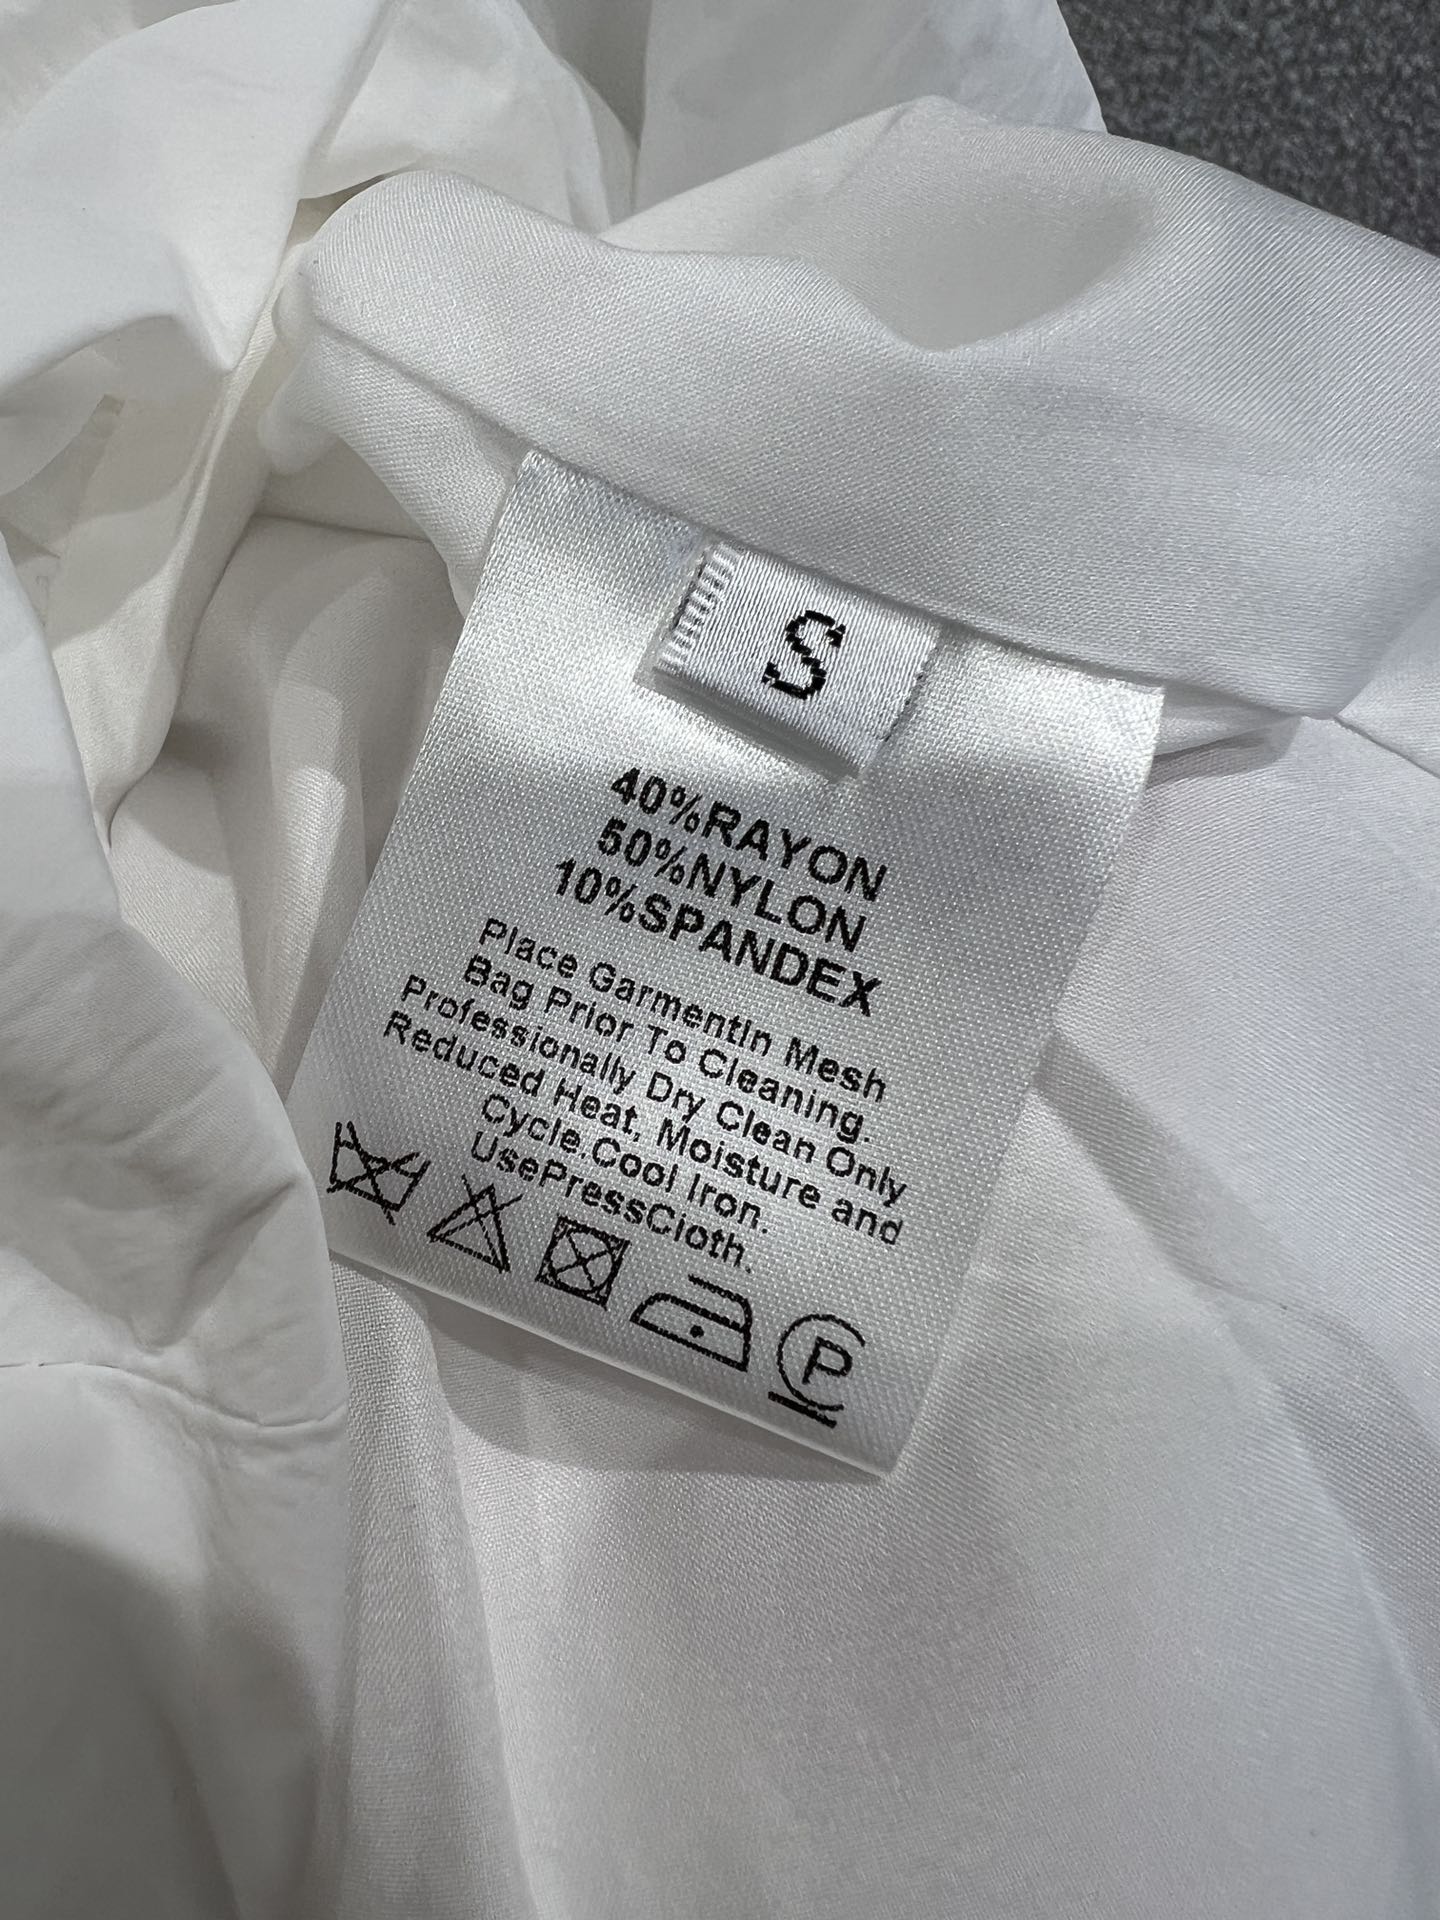 S
40%RAYON
50%NYLON
10%SPANDEX
Place GarmentIn Mesh
Bag Prior To Cleaning.
Professionally Dry Clean Only
Reduced Heat, Moisture and
Cycle.Cool Iron.
UsePressCloth.
P